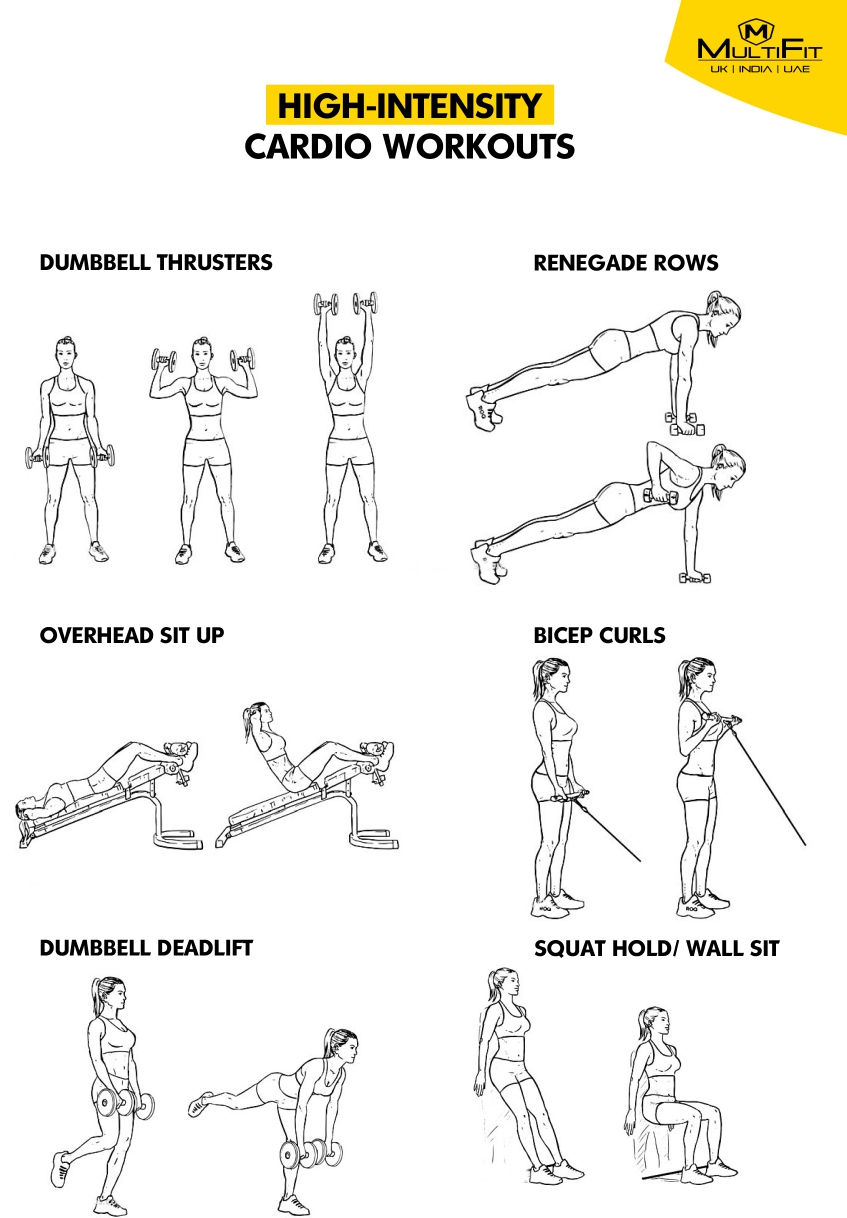 MULTIFIT
UK | INDIA | UAE
HIGH-INTENSITY
CARDIO WORKOUTS
DUMBBELL THRUSTERS
RENEGADE ROWS
OVERHEAD SIT UP
BICEP CURLS
ROQ
DUMBBELL DEADLIFT
SQUAT HOLD/ WALL SIT